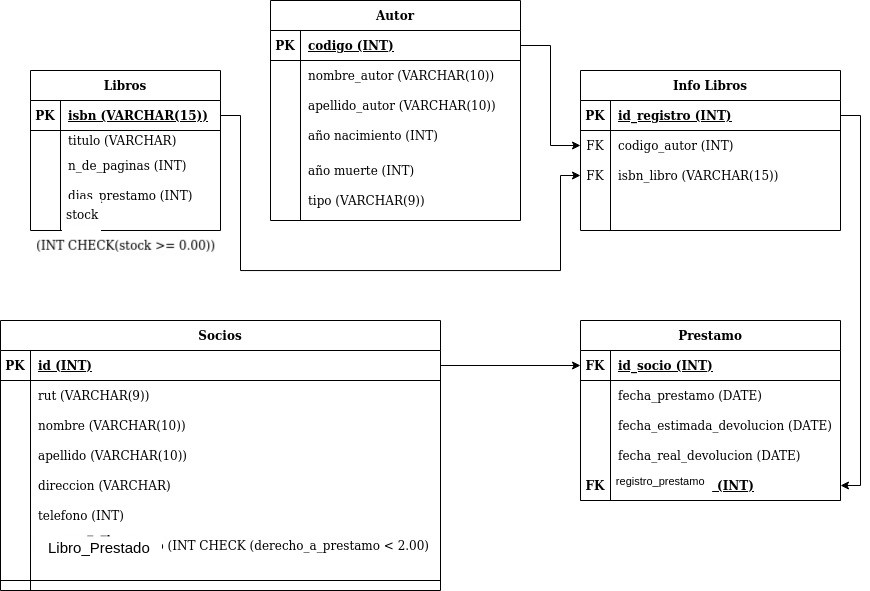 Autor
PK codigo (INT)
nombre_autor (VARCHAR(10))
apellido_autor (VARCHAR(10))
año nacimiento (INT)
año muerte (INT)
tipo (VARCHAR(9))
Libros
PK isbn (VARCHAR(15))
titulo (VARCHAR)
n_de_paginas (INT)
dias_prestamo (INT)
stock
(INT CHECK(stock >= 0.00))
Info Libros
PK id_registro (INT)
FK codigo_autor (INT)
FK isbn_libro (VARCHAR(15))
Socios
PK id (INT)
rut (VARCHAR(9))
nombre (VARCHAR(10))
apellido (VARCHAR(10))
direccion (VARCHAR)
telefono (INT)
Libro_Prestado (INT CHECK (derecho_a_prestamo < 2.00)
Prestamo
FK id_socio (INT)
fecha_prestamo (DATE)
fecha_estimada_devolucion (DATE)
fecha_real_devolucion (DATE)
FK registro_prestamo (INT)